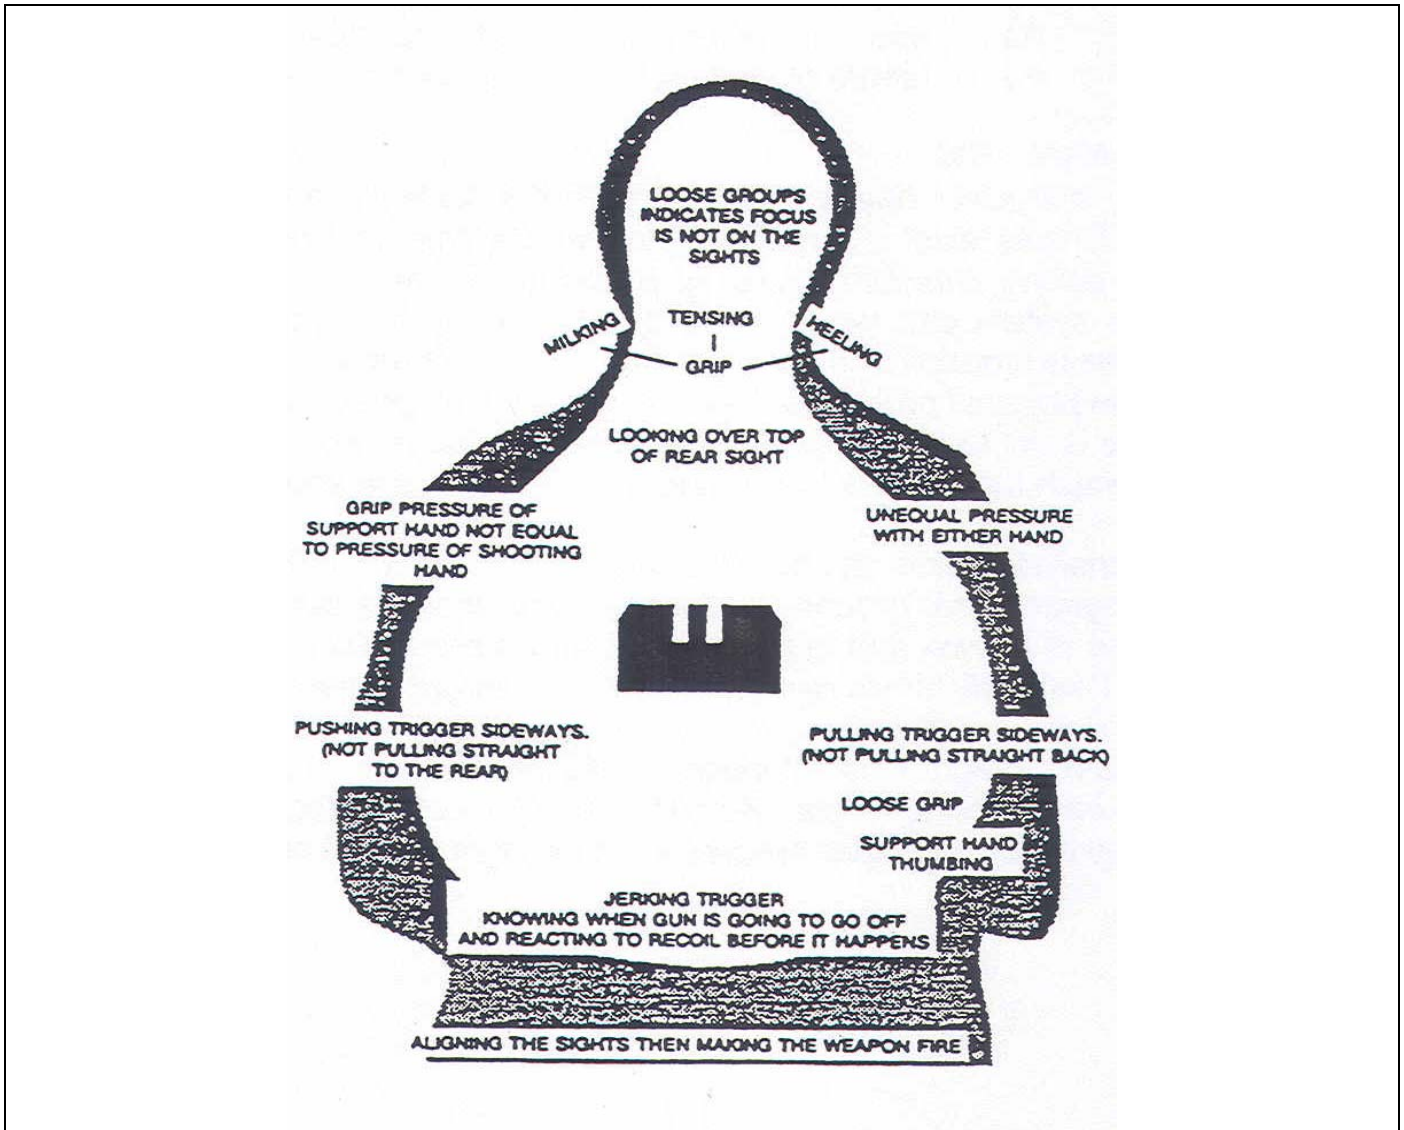 LOOSE GROUPS
INDICATES FOCUS
IS NOT ON THE
SIGHTS
MILKING
TENSING
HEELING
GRIP
LOOKING OVER TOP
OF REAR SIGHT
GRIP PRESSURE OF
SUPPORT HAND NOT EQUAL
TO PRESSURE OF SHOOTING
HAND
UNEQUAL PRESSURE
WITH EITHER HAND
PUSHING TRIGGER SIDEWAYS.
(NOT PULLING STRAIGHT
TO THE REAR)
PULLING TRIGGER SIDEWAYS.
(NOT PULLING STRAIGHT BACK)
LOOSE GRIP
SUPPORT HAND
THUMBING
JERKING TRIGGER
KNOWING WHEN GUN IS GOING TO GO OFF
AND REACTING TO RECOIL BEFORE IT HAPPENS
ALIGNING THE SIGHTS THEN MAKING THE WEAPON FIRE